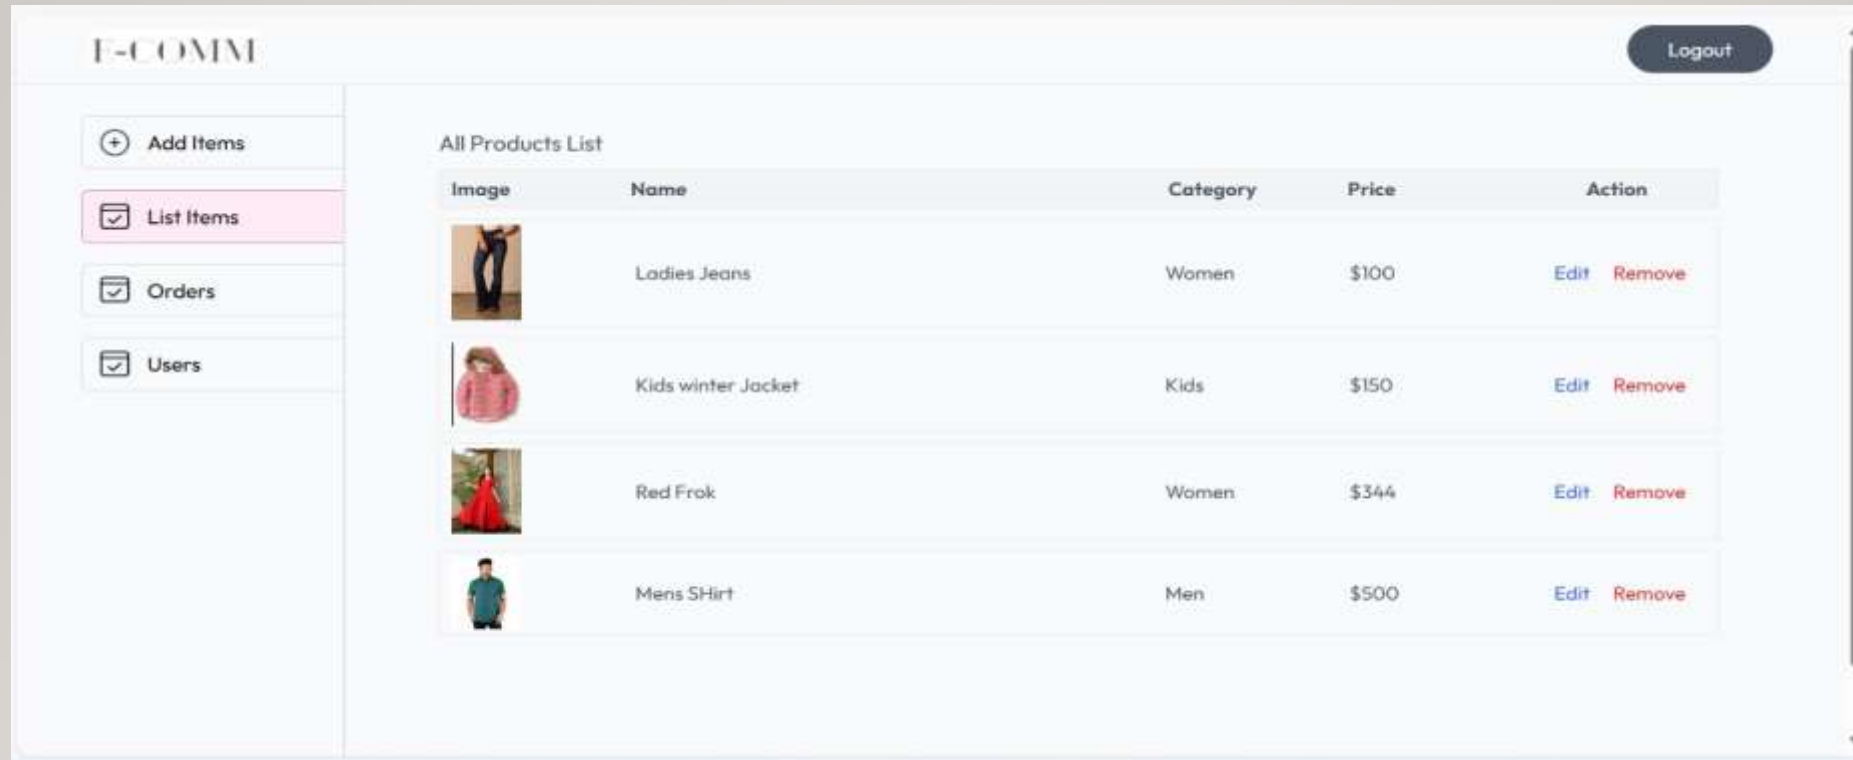 E-COMM
Logout
Add Items
List Items
Orders
Users
All Products List
Image Name Category Price Action
Ladies Jeans Women $100 Edit Remove
Kids winter Jacket Kids $150 Edit Remove
Red Frok Women $344 Edit Remove
Mens SHirt Men $500 Edit Remove